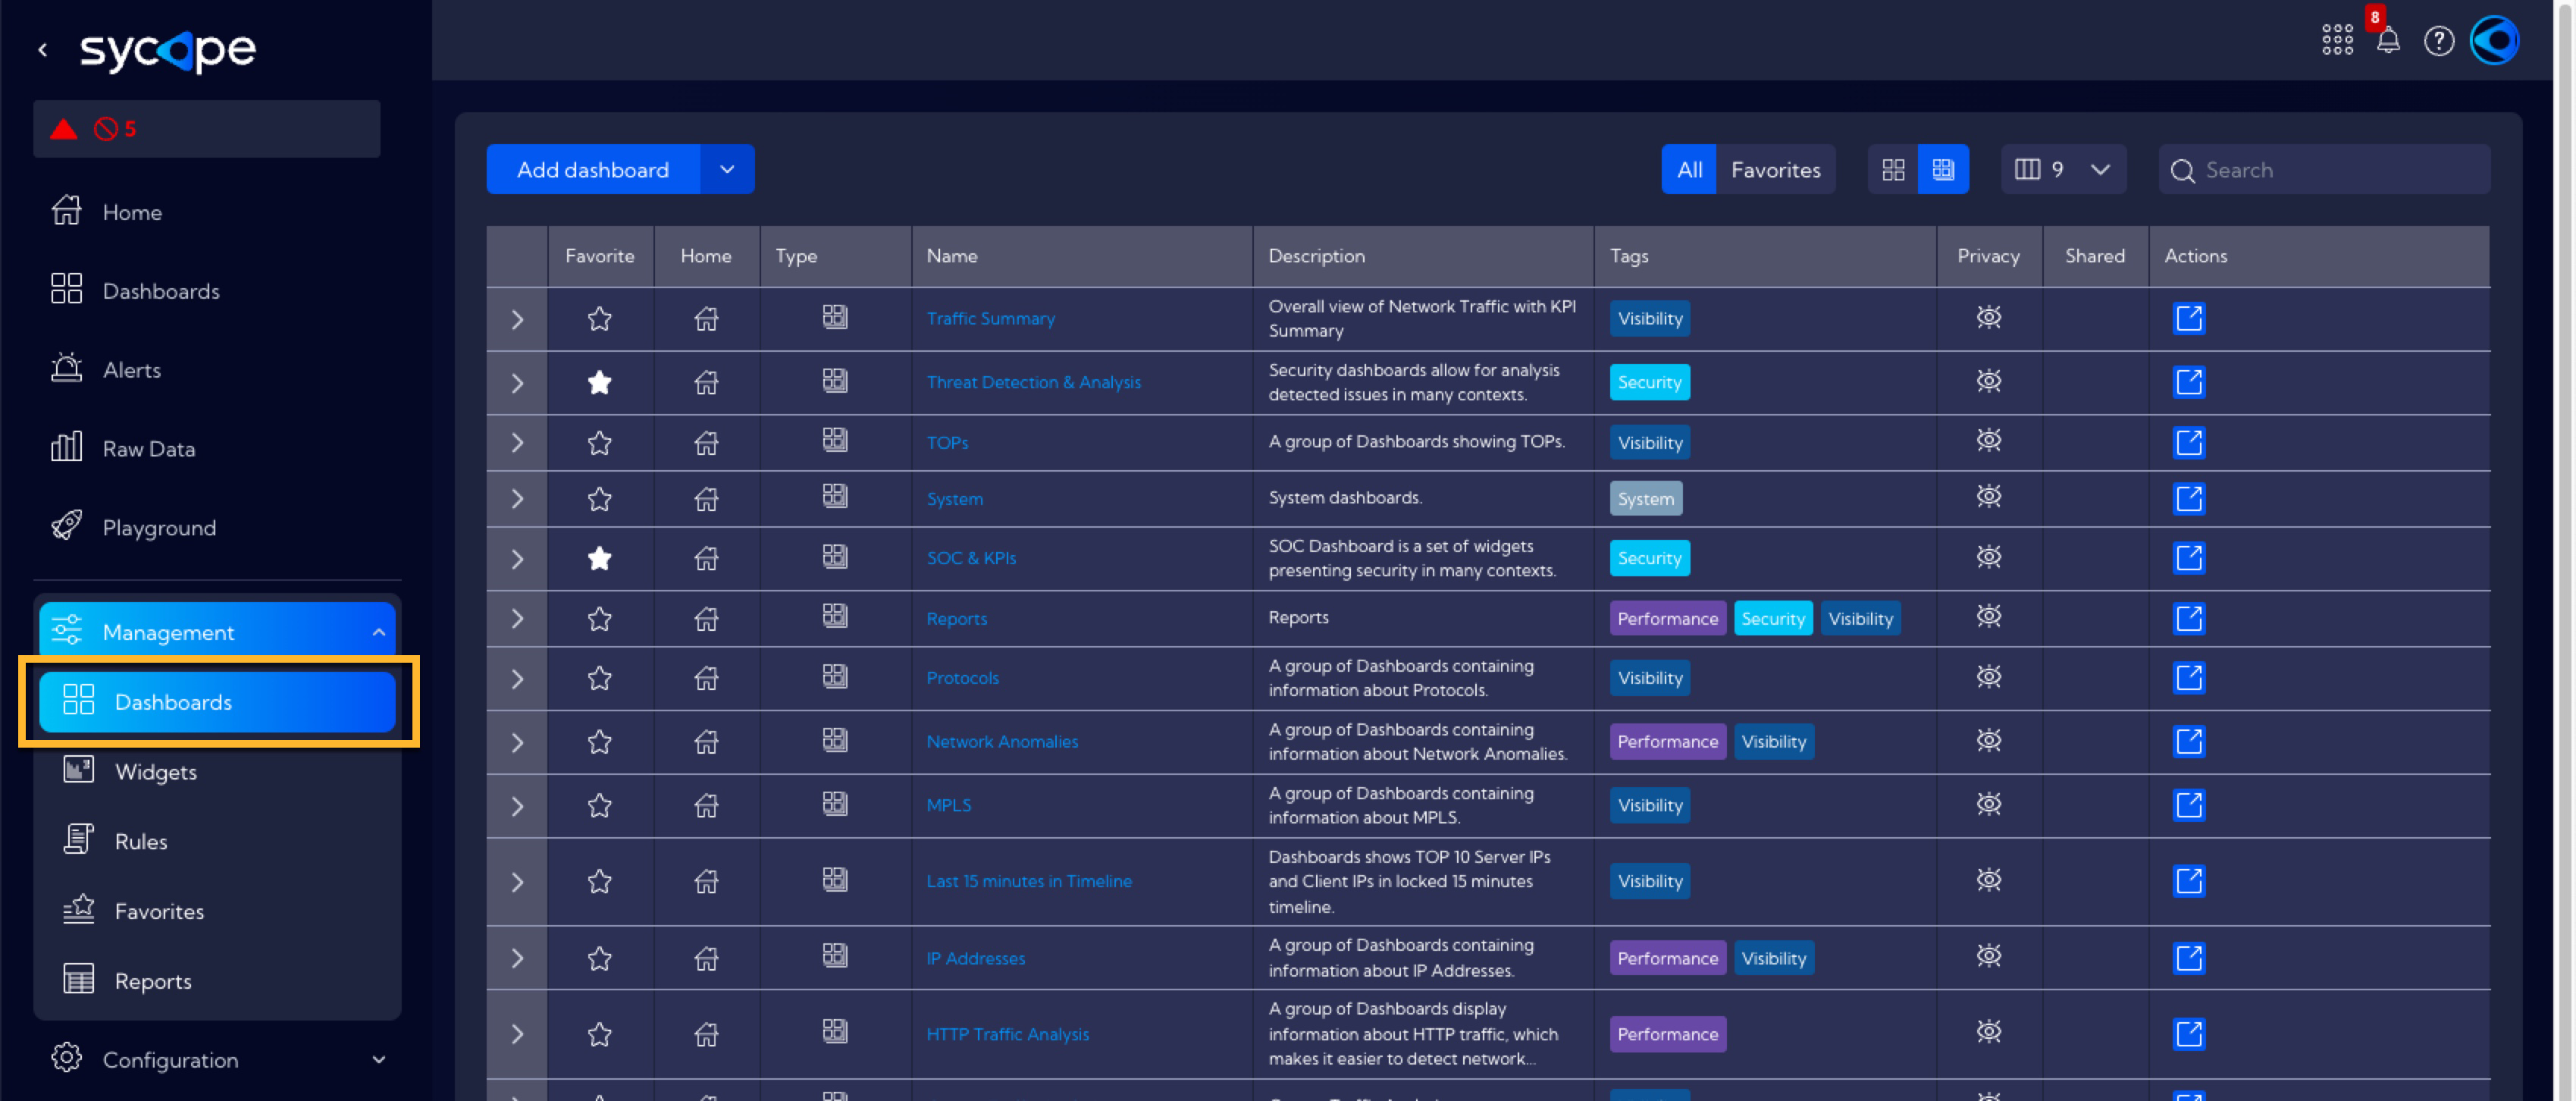 sycope
8
5
Home
Dashboards
Alerts
Raw Data
Playground
Management
Dashboards
Widgets
Rules
Favorites
Reports
Configuration
Add dashboard
All Favorites
9
Search
Favorite Home Type Name Description Tags Privacy Shared Actions
Traffic Summary
Overall view of Network Traffic with KPI
Summary
Visibility
Threat Detection & Analysis
Security dashboards allow for analysis
detected issues in many contexts.
Security
TOPs
A group of Dashboards showing TOPs.
Visibility
System
System dashboards.
System
SOC & KPIs
SOC Dashboard is a set of widgets
presenting security in many contexts.
Security
Reports
Reports
Performance Security Visibility
Protocols
A group of Dashboards containing
information about Protocols.
Visibility
Network Anomalies
A group of Dashboards containing
information about Network Anomalies.
Performance Visibility
MPLS
A group of Dashboards containing
information about MPLS.
Visibility
Last 15 minutes in Timeline
Dashboards shows TOP 10 Server IPs
and Client IPs in locked 15 minutes
timeline.
Visibility
IP Addresses
A group of Dashboards containing
information about IP Addresses.
Performance Visibility
HTTP Traffic Analysis
A group of Dashboards display
information about HTTP traffic, which
makes it easier to detect network...
Performance